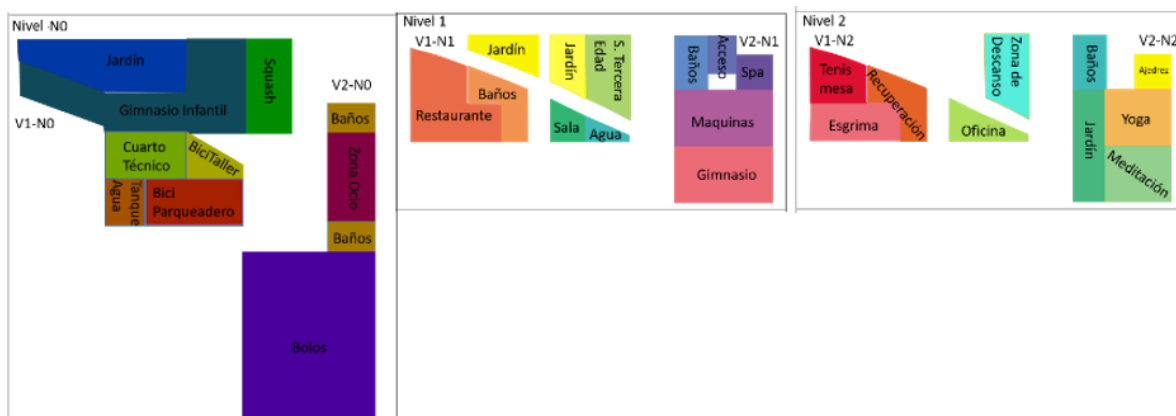 Nivel -N0
Jardín
Squash
Gimnasio Infantil
V1-N0
V2-N0
Baños
Cuarto
Técnico
BiciTaller
Zona Ocio
Tanque
Agua
Bici
Parqueadero
Baños
Bolos
Nivel 1
V1-N1
Jardín
Jardín
S. Tercera
Edad
Baños
Acceso
V2-N1
Spa
Baños
Restaurante
Sala
Agua
Maquinas
Gimnasio
Nivel 2
V1-N2
Tenis
mesa
Recuperación
Esgrima
Zona de
Descanso
Oficina
V2-N2
Baños
Ajedrez
Jardín
Yoga
Meditación